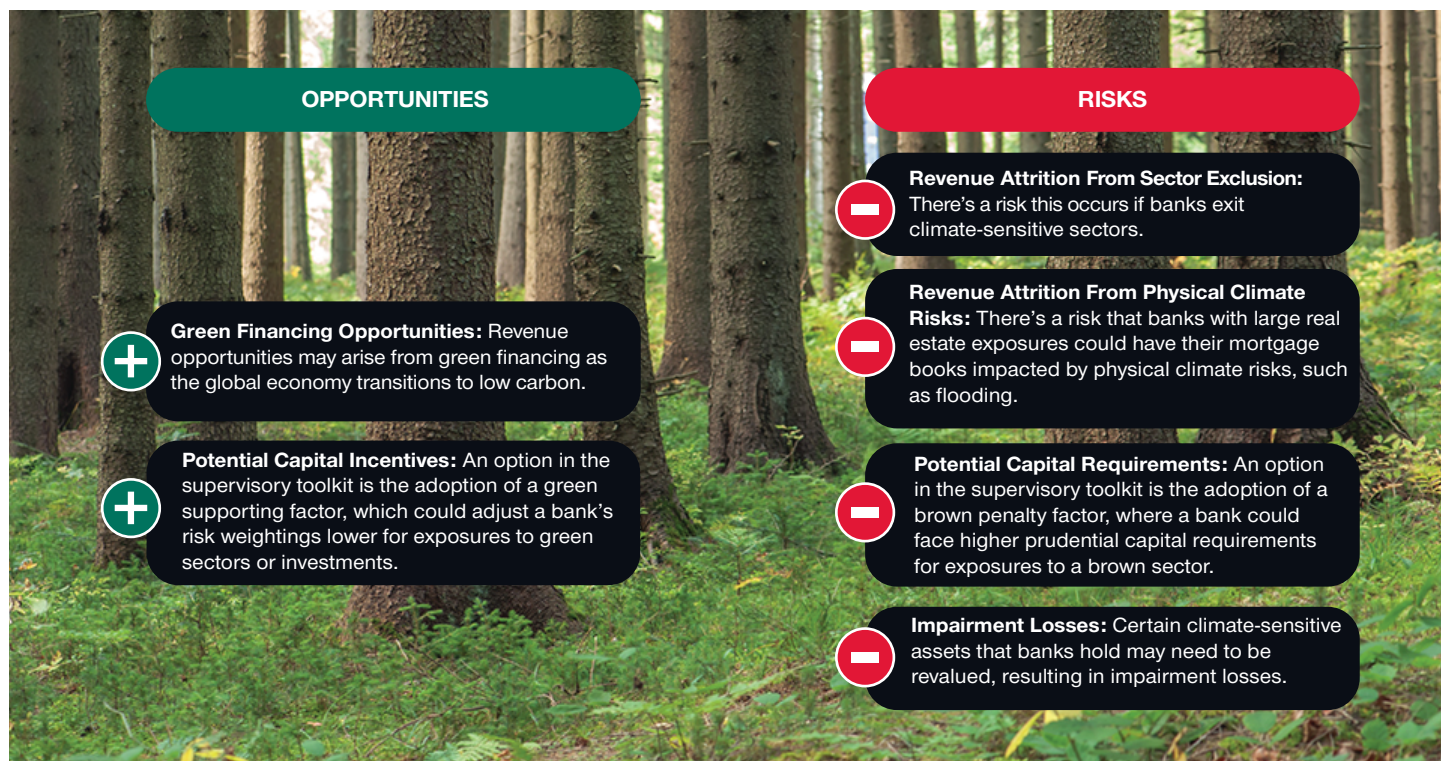 OPPORTUNITIES
Green Financing Opportunities: Revenue
opportunities may arise from green financing as
the global economy transitions to low carbon.
Potential Capital Incentives: An option in the
supervisory toolkit is the adoption of a green
supporting factor, which could adjust a bank's
risk weightings lower for exposures to green
sectors or investments.
RISKS
Revenue Attrition From Sector Exclusion:
There's a risk this occurs if banks exit
climate-sensitive sectors.
Revenue Attrition From Physical Climate
Risks: There's a risk that banks with large real
estate exposures could have their mortgage
books impacted by physical climate risks, such
as flooding.
Potential Capital Requirements: An option
in the supervisory toolkit is the adoption of a
brown penalty factor, where a bank could
face higher prudential capital requirements
for exposures to a brown sector.
Impairment Losses: Certain climate-sensitive
assets that banks hold may need to be
revalued, resulting in impairment losses.